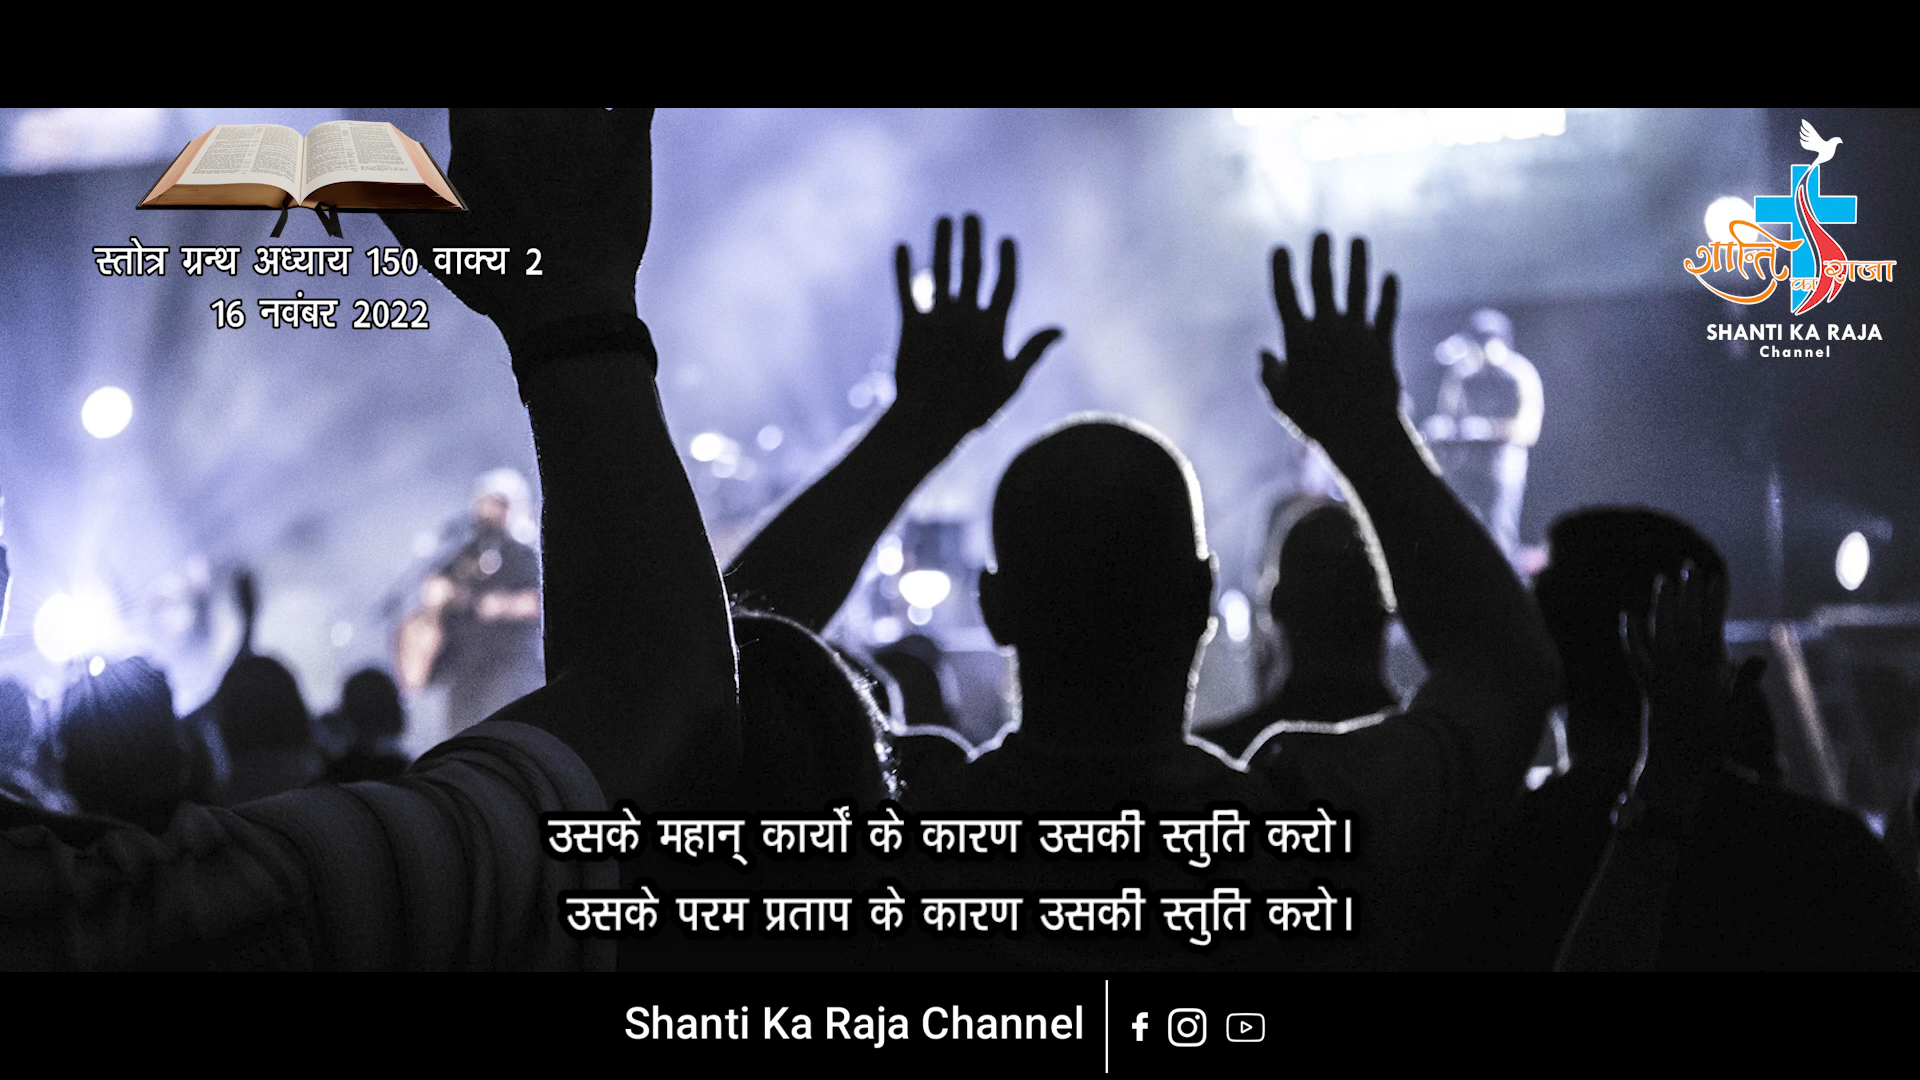 स्तोत्र ग्रन्थ अध्याय 150 वाक्य 2
16 नवंबर 2022
शान्ति का राजा
SHANTI KA RAJA
Channel
उसके महान् कार्यों के कारण उसकी स्तुति करो।
उसके परम प्रताप के कारण उसकी स्तुति करो।
Shanti Ka Raja Channel